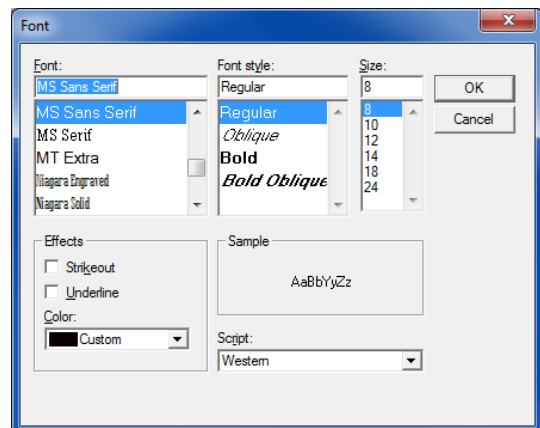 Font
Font:
MS Sans Serif
MS Sans Serif
MS Serif
MT Extra
Niagara Engraved
Niagara Solid
Font style:
Regular
Regular
Oblique
Bold
Bold Oblique
Size:
8
8
10
12
14
18
24
OK
Cancel
Effects
Strikeout
Underline
Color:
Custom
Sample
AaBbYyZz
Script:
Western